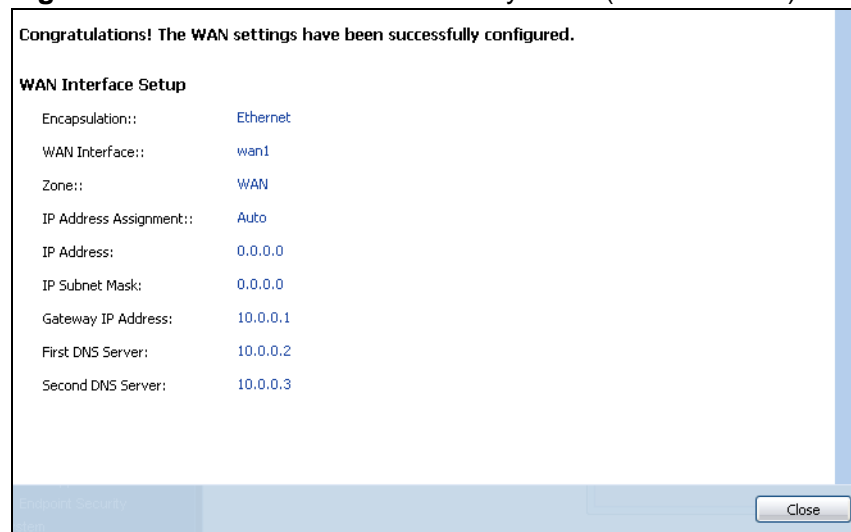 Congratulations! The WAN settings have been successfully configured.
WAN Interface Setup
Encapsulation:: Ethernet
WAN Interface:: wan1
Zone:: WAN
IP Address Assignment:: Auto
IP Address: 0.0.0.0
IP Subnet Mask: 0.0.0.0
Gateway IP Address: 10.0.0.1
First DNS Server: 10.0.0.2
Second DNS Server: 10.0.0.3
Endpoint Security
Close